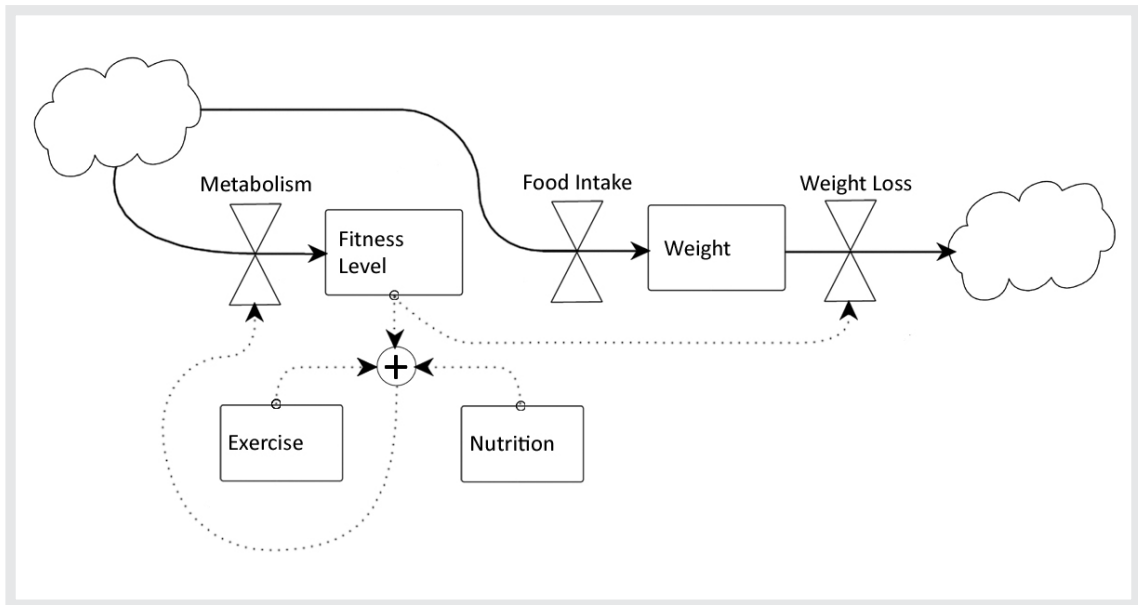 Metabolism
Food Intake
Weight Loss
Fitness
Level
Weight
+
Exercise
Nutrition